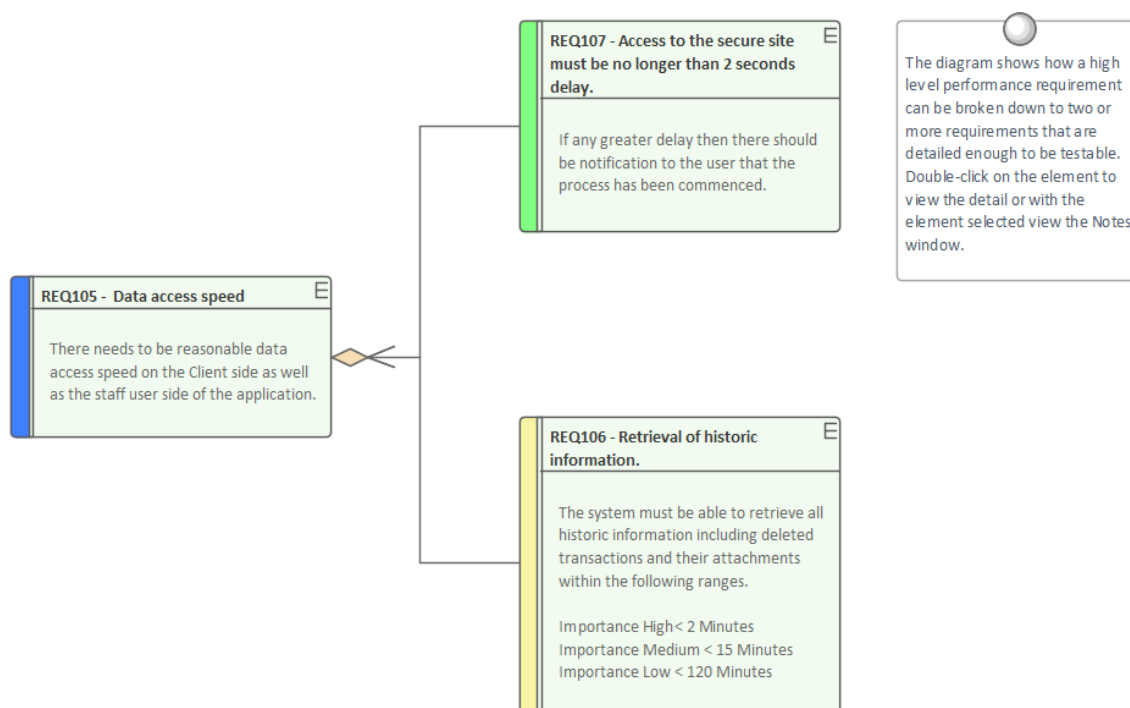 REQ107 - Access to the secure site
must be no longer than 2 seconds
delay.
E
If any greater delay then there should
be notification to the user that the
process has been commenced.
The diagram shows how a high
level performance requirement
can be broken down to two or
more requirements that are
detailed enough to be testable.
Double-click on the element to
view the detail or with the
element selected view the Notes
window.
REQ105 - Data access speed
E
There needs to be reasonable data
access speed on the Client side as well
as the staff user side of the application.
REQ106 - Retrieval of historic
information.
E
The system must be able to retrieve all
historic information including deleted
transactions and their attachments
within the following ranges.
Importance High< 2 Minutes
Importance Medium < 15 Minutes
Importance Low < 120 Minutes